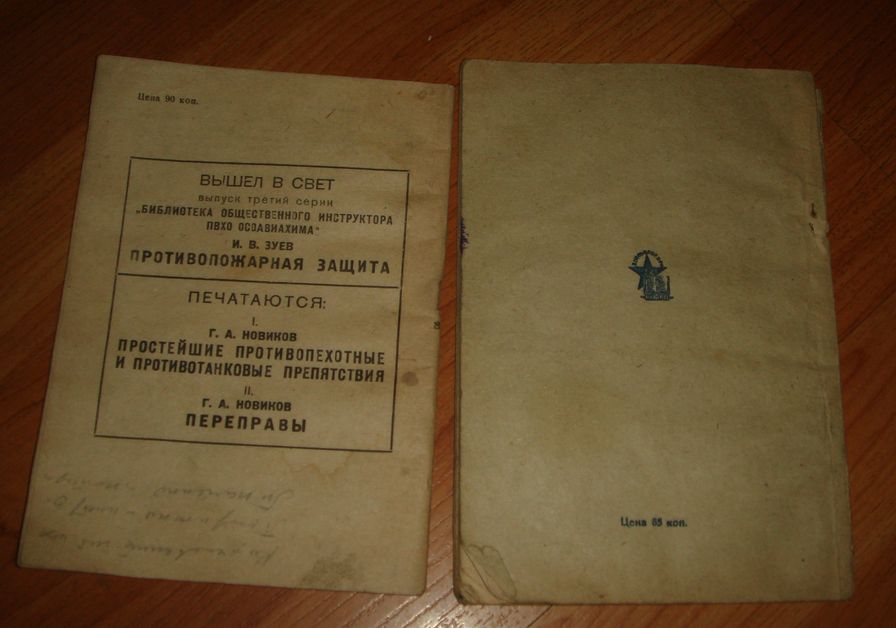 Цена 90 коп.
ВЫШЕЛ В СВЕТ
выпуск третий серии
„БИБЛИОТЕКА ОБЩЕСТВЕННОГО ИНСТРУКТОРА
ПВХО ОСОАВИАХИМА"
И. В. ЗУЕВ
ПРОТИВОПОЖАРНАЯ ЗАЩИТА
ПЕЧАТАЮТСЯ:
I.
Г. А. НОВИКОВ
ПРОСТЕЙШИЕ ПРОТИВОПЕХОТНЫЕ
И ПРОТИВОТАНКОВЫЕ ПРЕПЯТСТВИЯ
II.
Г. А. НОВИКОВ
ПЕРЕПРАВЫ
Цена 85 коп.